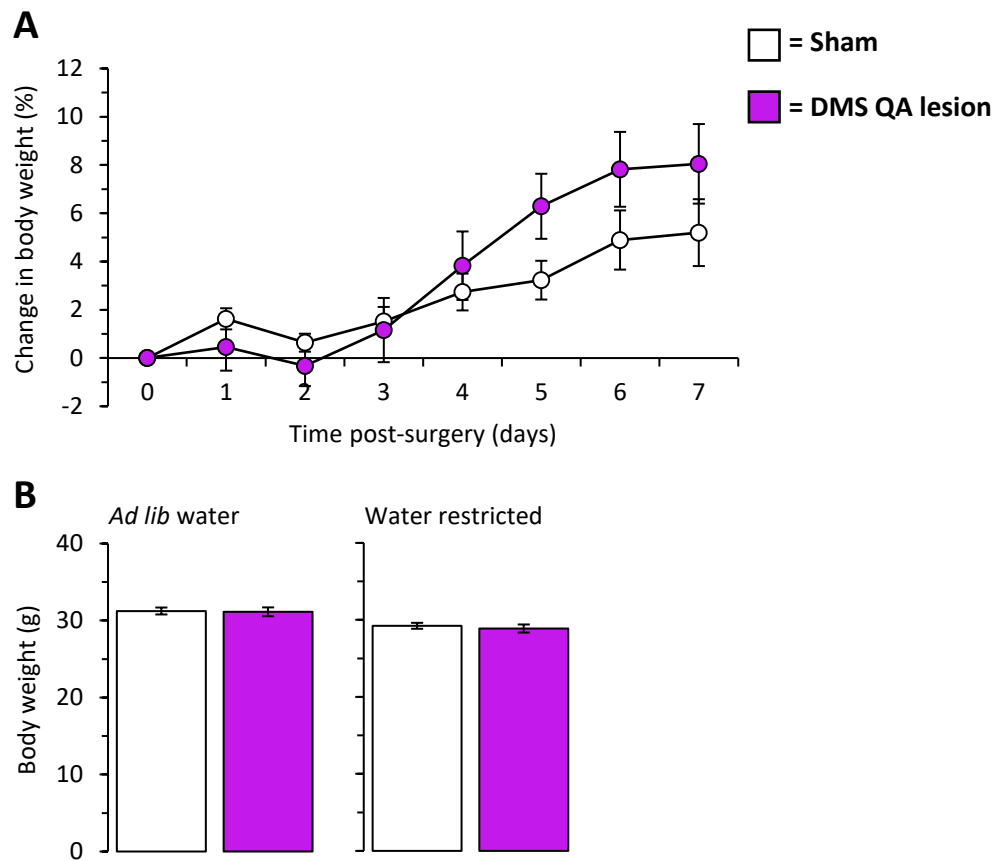 A
= Sham
= DMS QA lesion
12
10
8
6
4
2
0
-2
Change in body weight (%)
0 1 2 3 4 5 6 7
Time post-surgery (days)
B
Ad lib water
Water restricted
40
30
20
10
0
Body weight (g)